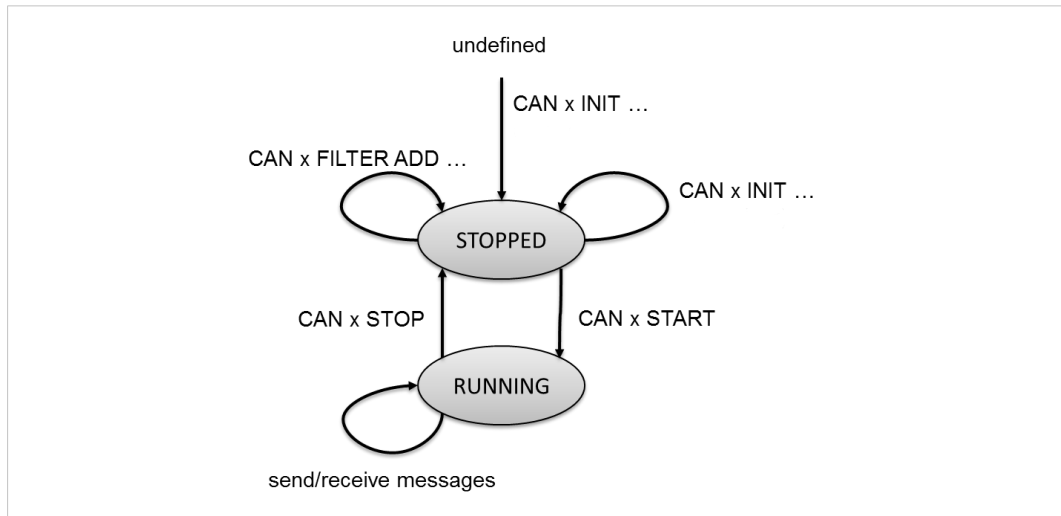 undefined
CAN x INIT …
CAN x FILTER ADD …
CAN x INIT …
STOPPED
CAN x STOP
CAN x START
RUNNING
send/receive messages